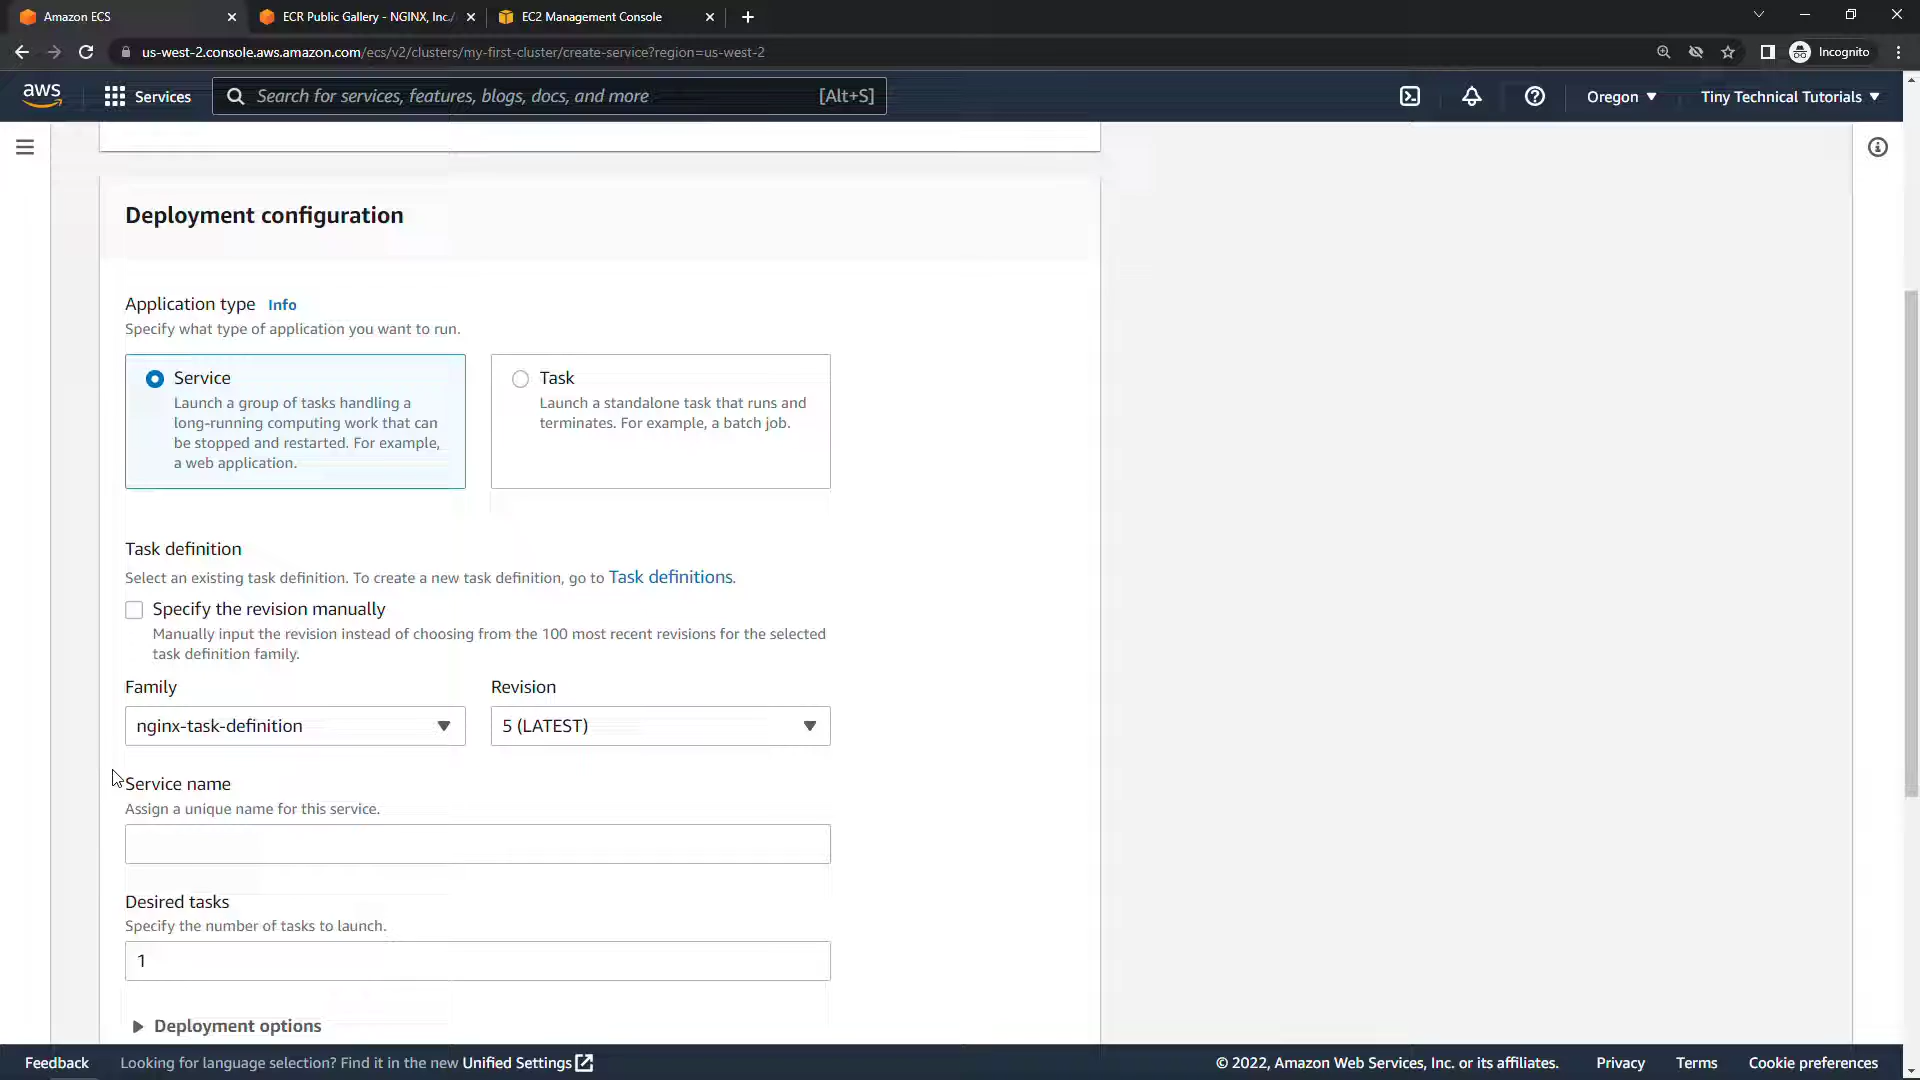 Amazon ECS
ECR Public Gallery - NGINX, Inc./
EC2 Management Console
us-west-2.console.aws.amazon.com/ecs/v2/clusters/my-first-cluster/create-service?region=us-west-2
Incognito
aws
Services
Search for services, features, blogs, docs, and more
[Alt+S]
Oregon
Tiny Technical Tutorials
Deployment configuration
Application type Info
Specify what type of application you want to run.
Service
Launch a group of tasks handling a
long-running computing work that can
be stopped and restarted. For example,
a web application.
Task
Launch a standalone task that runs and
terminates. For example, a batch job.
Task definition
Select an existing task definition. To create a new task definition, go to Task definitions.
Specify the revision manually
Manually input the revision instead of choosing from the 100 most recent revisions for the selected
task definition family.
Family
Revision
nginx-task-definition
5 (LATEST)
Service name
Assign a unique name for this service.
Desired tasks
Specify the number of tasks to launch.
1
Deployment options
Feedback
Looking for language selection? Find it in the new Unified Settings
© 2022, Amazon Web Services, Inc. or its affiliates.
Privacy
Terms
Cookie preferences